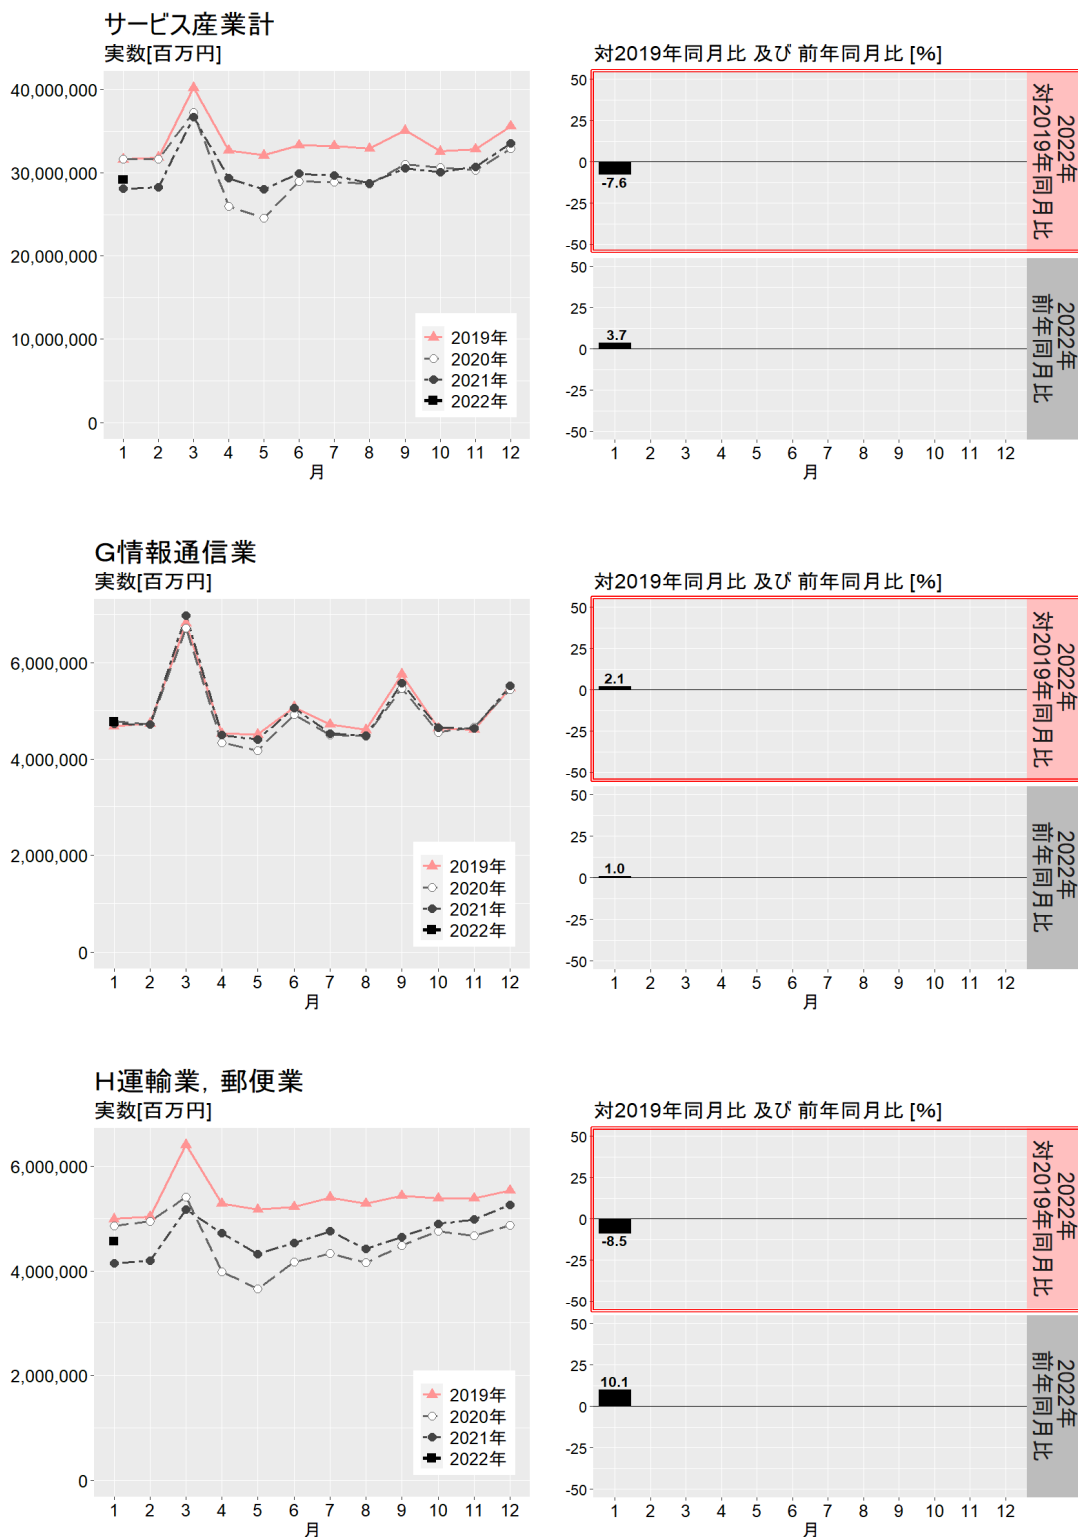 サービス産業計
実数[百万円]
40,000,000
30,000,000
20,000,000
10,000,000
0
2019年
2020年
2021年
2022年
1 2 3 4 5 6 7 8 9 10 11 12
月
対2019年同月比 及び 前年同月比 [%]
50
25
0
-25
-50
-7.6
2022年
対2019年同月比
50
25
0
-25
-50
3.7
2022年
前年同月比
1 2 3 4 5 6 7 8 9 10 11 12
G情報通信業
実数[百万円]
6,000,000
4,000,000
2,000,000
0
2019年
2020年
2021年
2022年
1 2 3 4 5 6 7 8 9 10 11 12
月
対2019年同月比 及び 前年同月比 [%]
50
25
0
-25
-50
2.1
2022年
対2019年同月比
50
25
0
-25
-50
1.0
2022年
前年同月比
1 2 3 4 5 6 7 8 9 10 11 12
H運輸業，郵便業
実数[百万円]
6,000,000
4,000,000
2,000,000
0
2019年
2020年
2021年
2022年
1 2 3 4 5 6 7 8 9 10 11 12
月
対2019年同月比 及び 前年同月比 [%]
50
25
0
-25
-50
-8.5
2022年
対2019年同月比
50
25
0
-25
-50
10.1
2022年
前年同月比
1 2 3 4 5 6 7 8 9 10 11 12